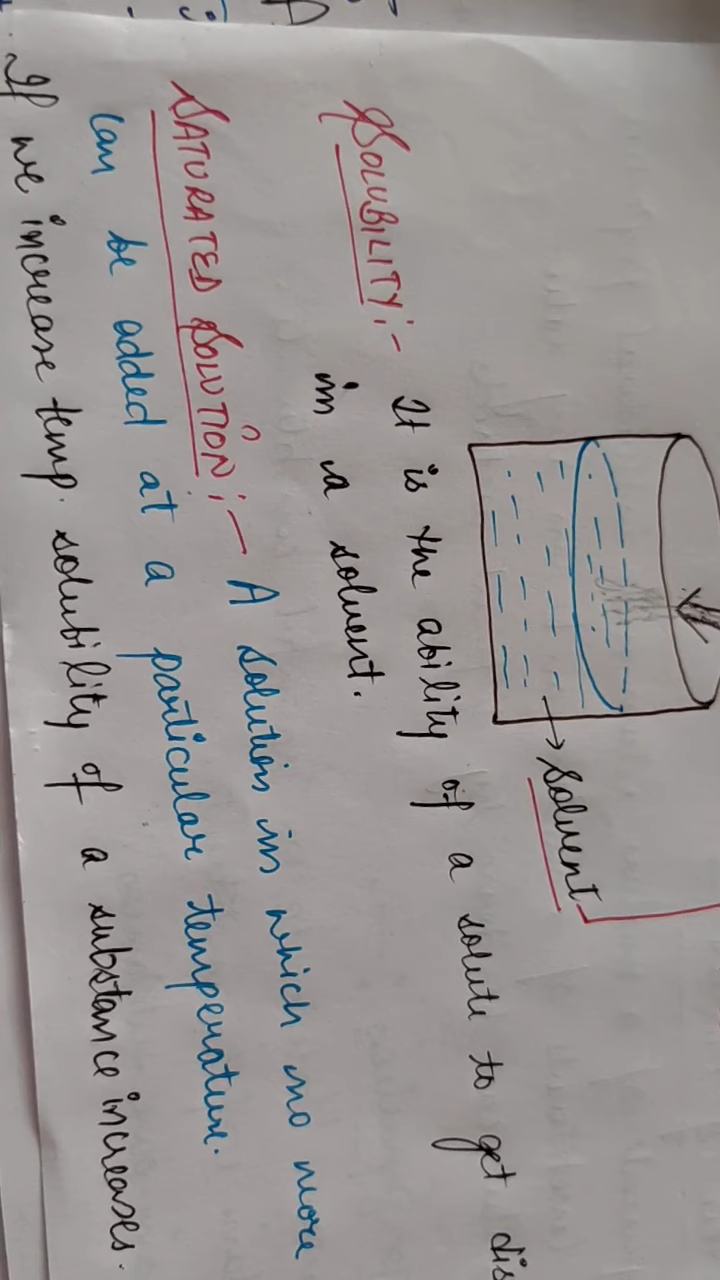 Solvent
SOLUBILITY :- It is the ability of a solute to get dis
in a solvent.
SATURATED SOLUTION :- A solution in which no more
can be added at a particular temperature.
If we increase temp. solubility of a substance increases.